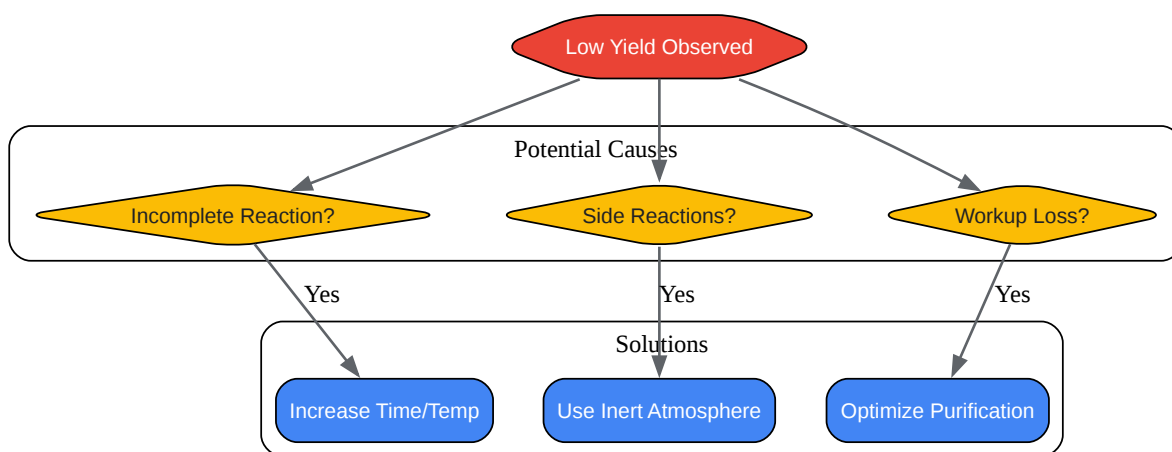 Low Yield Observed
Potential Causes
Incomplete Reaction?
Side Reactions?
Workup Loss?
Yes
Yes
Yes
Solutions
Increase Time/Temp
Use Inert Atmosphere
Optimize Purification